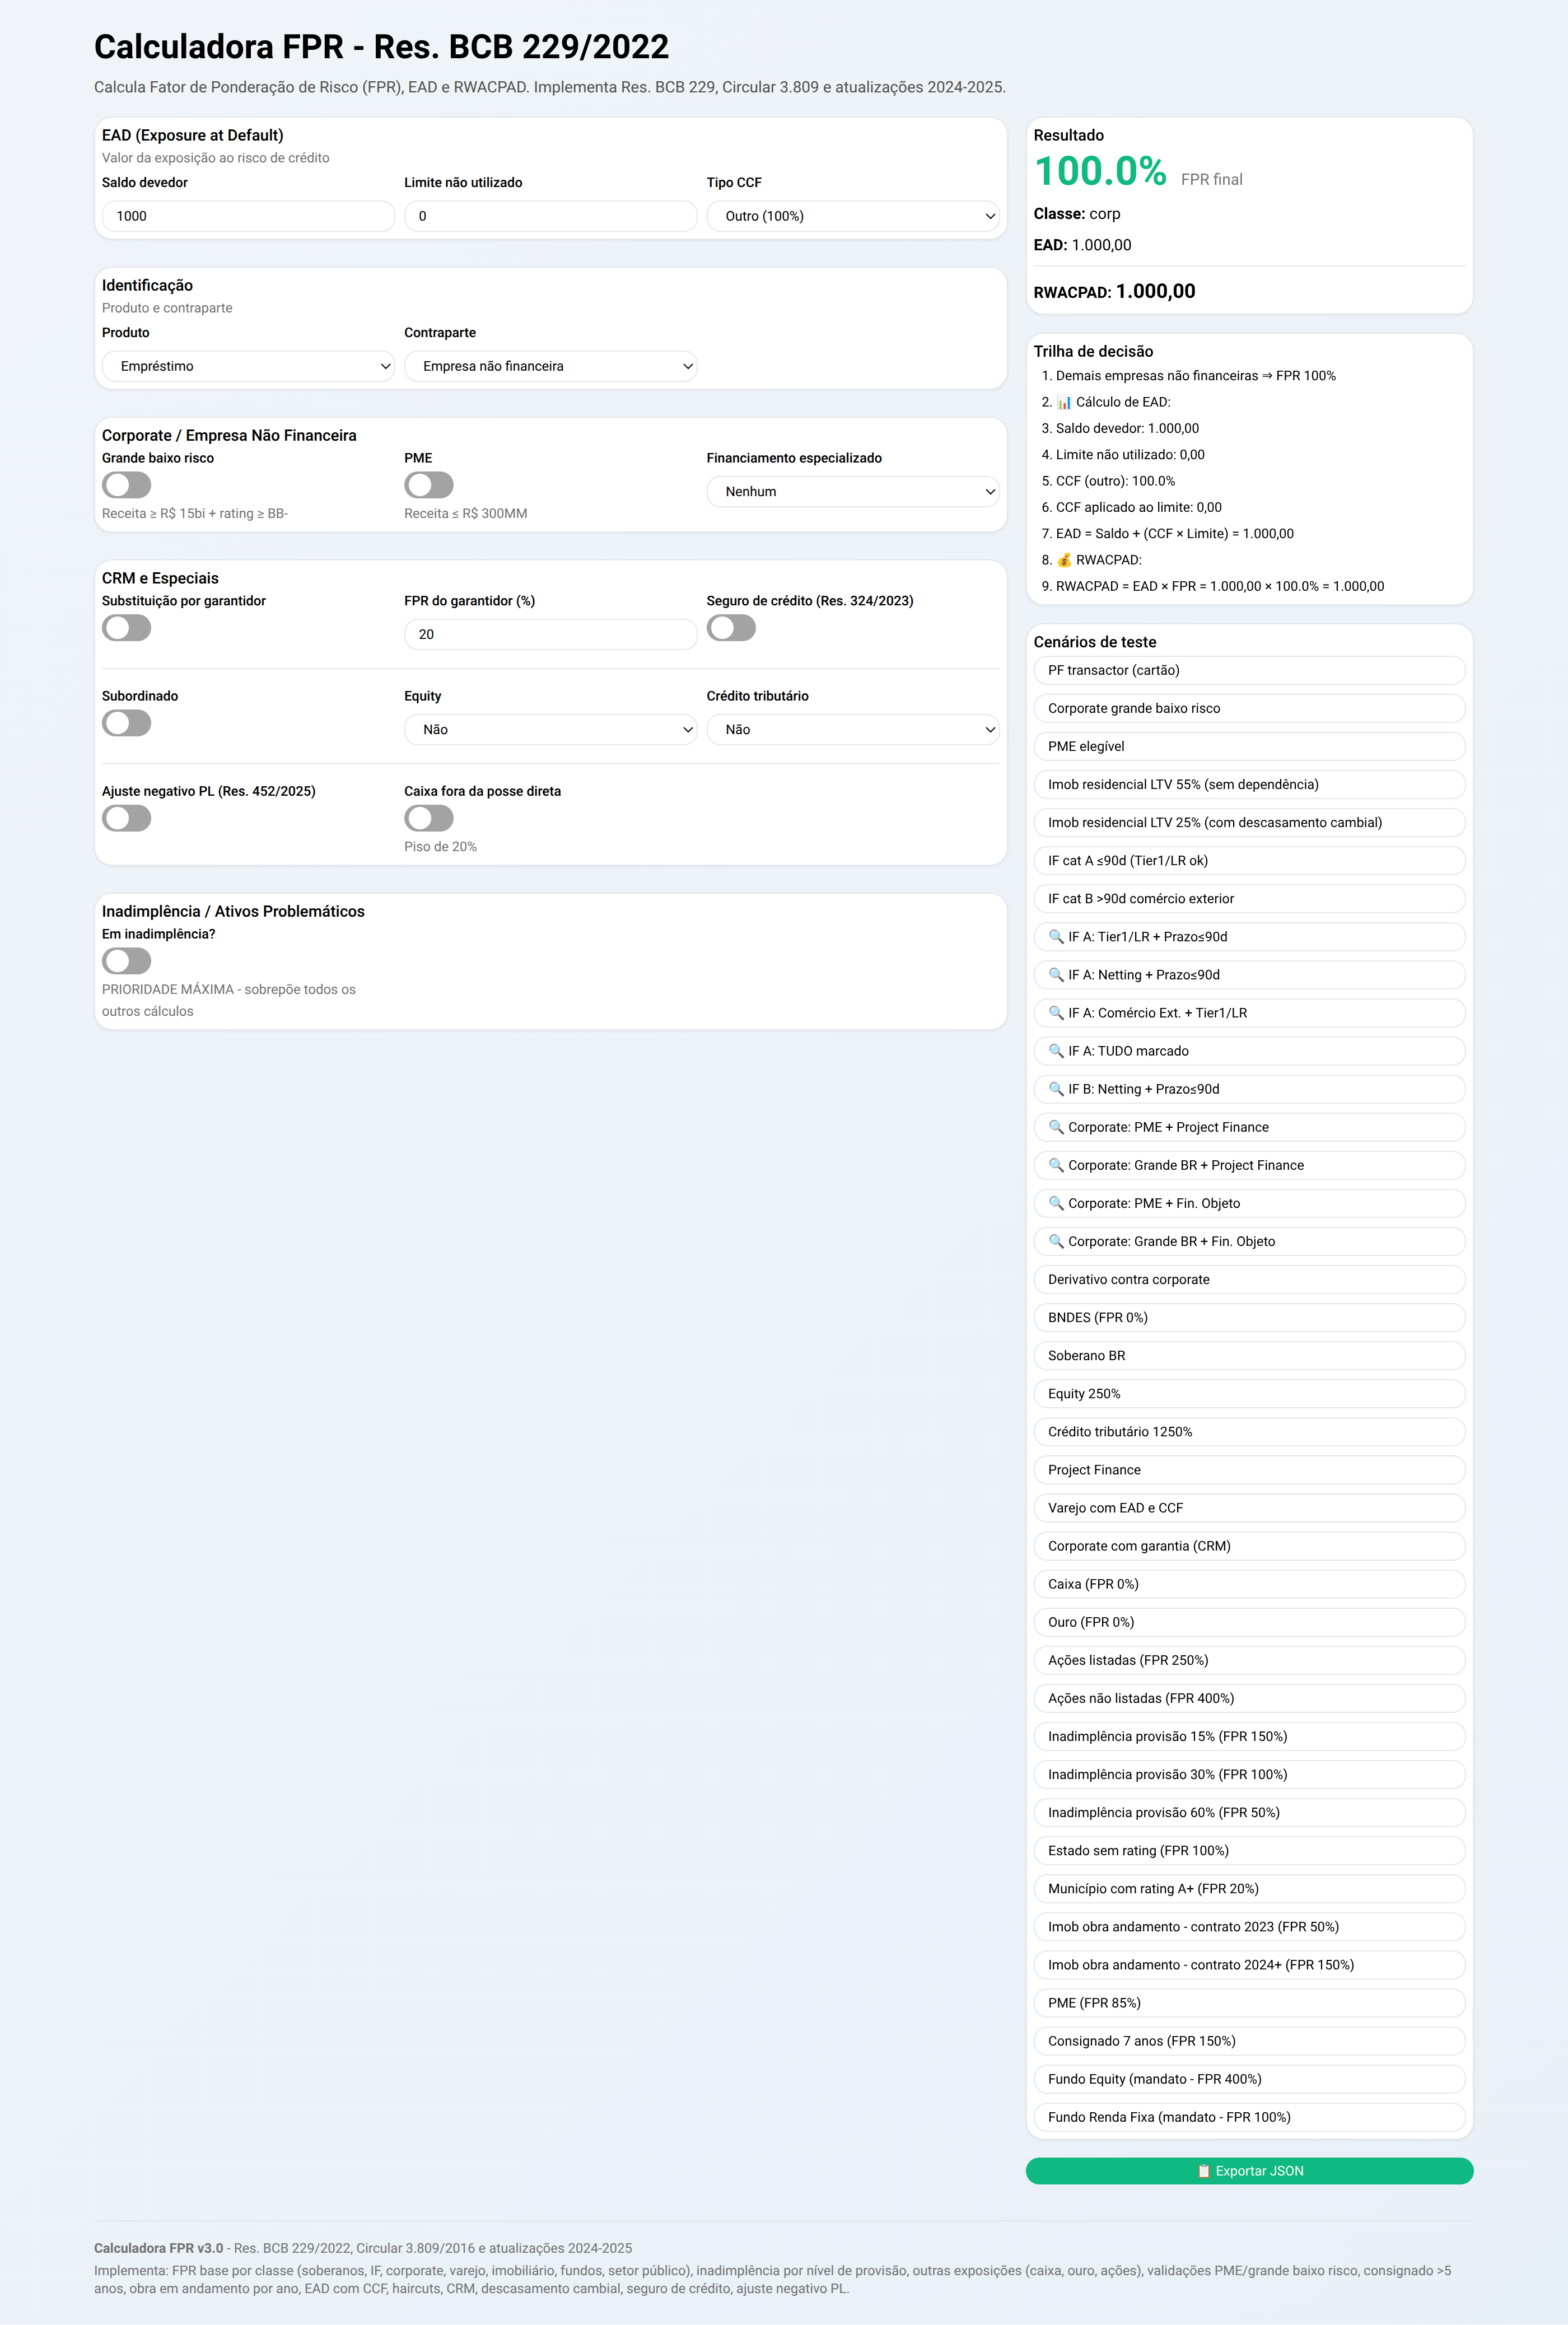 Calculadora FPR - Res. BCB 229/2022
Calcula Fator de Ponderação de Risco (FPR), EAD e RWACPAD. Implementa Res. BCB 229, Circular 3.809 e atualizações 2024-2025.
EAD (Exposure at Default)
Valor da exposição ao risco de crédito
Saldo devedor
Limite não utilizado
Tipo CCF
1000
0
Outro (100%)
Identificação
Produto e contraparte
Produto
Contraparte
Empréstimo
Empresa não financeira
Corporate / Empresa Não Financeira
Grande baixo risco
PME
Financiamento especializado
Nenhum
Receita ≥ R$ 15bi + rating ≥ BB-
Receita ≤ R$ 300MM
CRM e Especiais
Substituição por garantidor
FPR do garantidor (%)
Seguro de crédito (Res. 324/2023)
20
Subordinado
Equity
Crédito tributário
Não
Não
Ajuste negativo PL (Res. 452/2025)
Caixa fora da posse direta
Piso de 20%
Inadimplência / Ativos Problemáticos
Em inadimplência?
PRIORIDADE MÁXIMA - sobrepõe todos os
outros cálculos
Resultado
100.0% FPR final
Classe: corp
EAD: 1.000,00
RWACPAD: 1.000,00
Trilha de decisão
1. Demais empresas não financeiras ⇒ FPR 100%
2. 📊 Cálculo de EAD:
3. Saldo devedor: 1.000,00
4. Limite não utilizado: 0,00
5. CCF (outro): 100.0%
6. CCF aplicado ao limite: 0,00
7. EAD = Saldo + (CCF × Limite) = 1.000,00
8. 💰 RWACPAD:
9. RWACPAD = EAD × FPR = 1.000,00 × 100.0% = 1.000,00
Cenários de teste
PF transactor (cartão)
Corporate grande baixo risco
PME elegível
Imob residencial LTV 55% (sem dependência)
Imob residencial LTV 25% (com descasamento cambial)
IF cat A ≤90d (Tier1/LR ok)
IF cat B >90d comércio exterior
🔍 IF A: Tier1/LR + Prazo≤90d
🔍 IF A: Netting + Prazo≤90d
🔍 IF A: Comércio Ext. + Tier1/LR
🔍 IF A: TUDO marcado
🔍 IF B: Netting + Prazo≤90d
🔍 Corporate: PME + Project Finance
🔍 Corporate: Grande BR + Project Finance
🔍 Corporate: PME + Fin. Objeto
🔍 Corporate: Grande BR + Fin. Objeto
Derivativo contra corporate
BNDES (FPR 0%)
Soberano BR
Equity 250%
Crédito tributário 1250%
Project Finance
Varejo com EAD e CCF
Corporate com garantia (CRM)
Caixa (FPR 0%)
Ouro (FPR 0%)
Ações listadas (FPR 250%)
Ações não listadas (FPR 400%)
Inadimplência provisão 15% (FPR 150%)
Inadimplência provisão 30% (FPR 100%)
Inadimplência provisão 60% (FPR 50%)
Estado sem rating (FPR 100%)
Município com rating A+ (FPR 20%)
Imob obra andamento - contrato 2023 (FPR 50%)
Imob obra andamento - contrato 2024+ (FPR 150%)
PME (FPR 85%)
Consignado 7 anos (FPR 150%)
Fundo Equity (mandato - FPR 400%)
Fundo Renda Fixa (mandato - FPR 100%)
📋 Exportar JSON
Calculadora FPR v3.0 - Res. BCB 229/2022, Circular 3.809/2016 e atualizações 2024-2025
Implementa: FPR base por classe (soberanos, IF, corporate, varejo, imobiliário, fundos, setor público), inadimplência por nível de provisão, outras exposições (caixa, ouro, ações), validações PME/grande baixo risco, consignado >5
anos, obra em andamento por ano, EAD com CCF, haircuts, CRM, descasamento cambial, seguro de crédito, ajuste negativo PL.